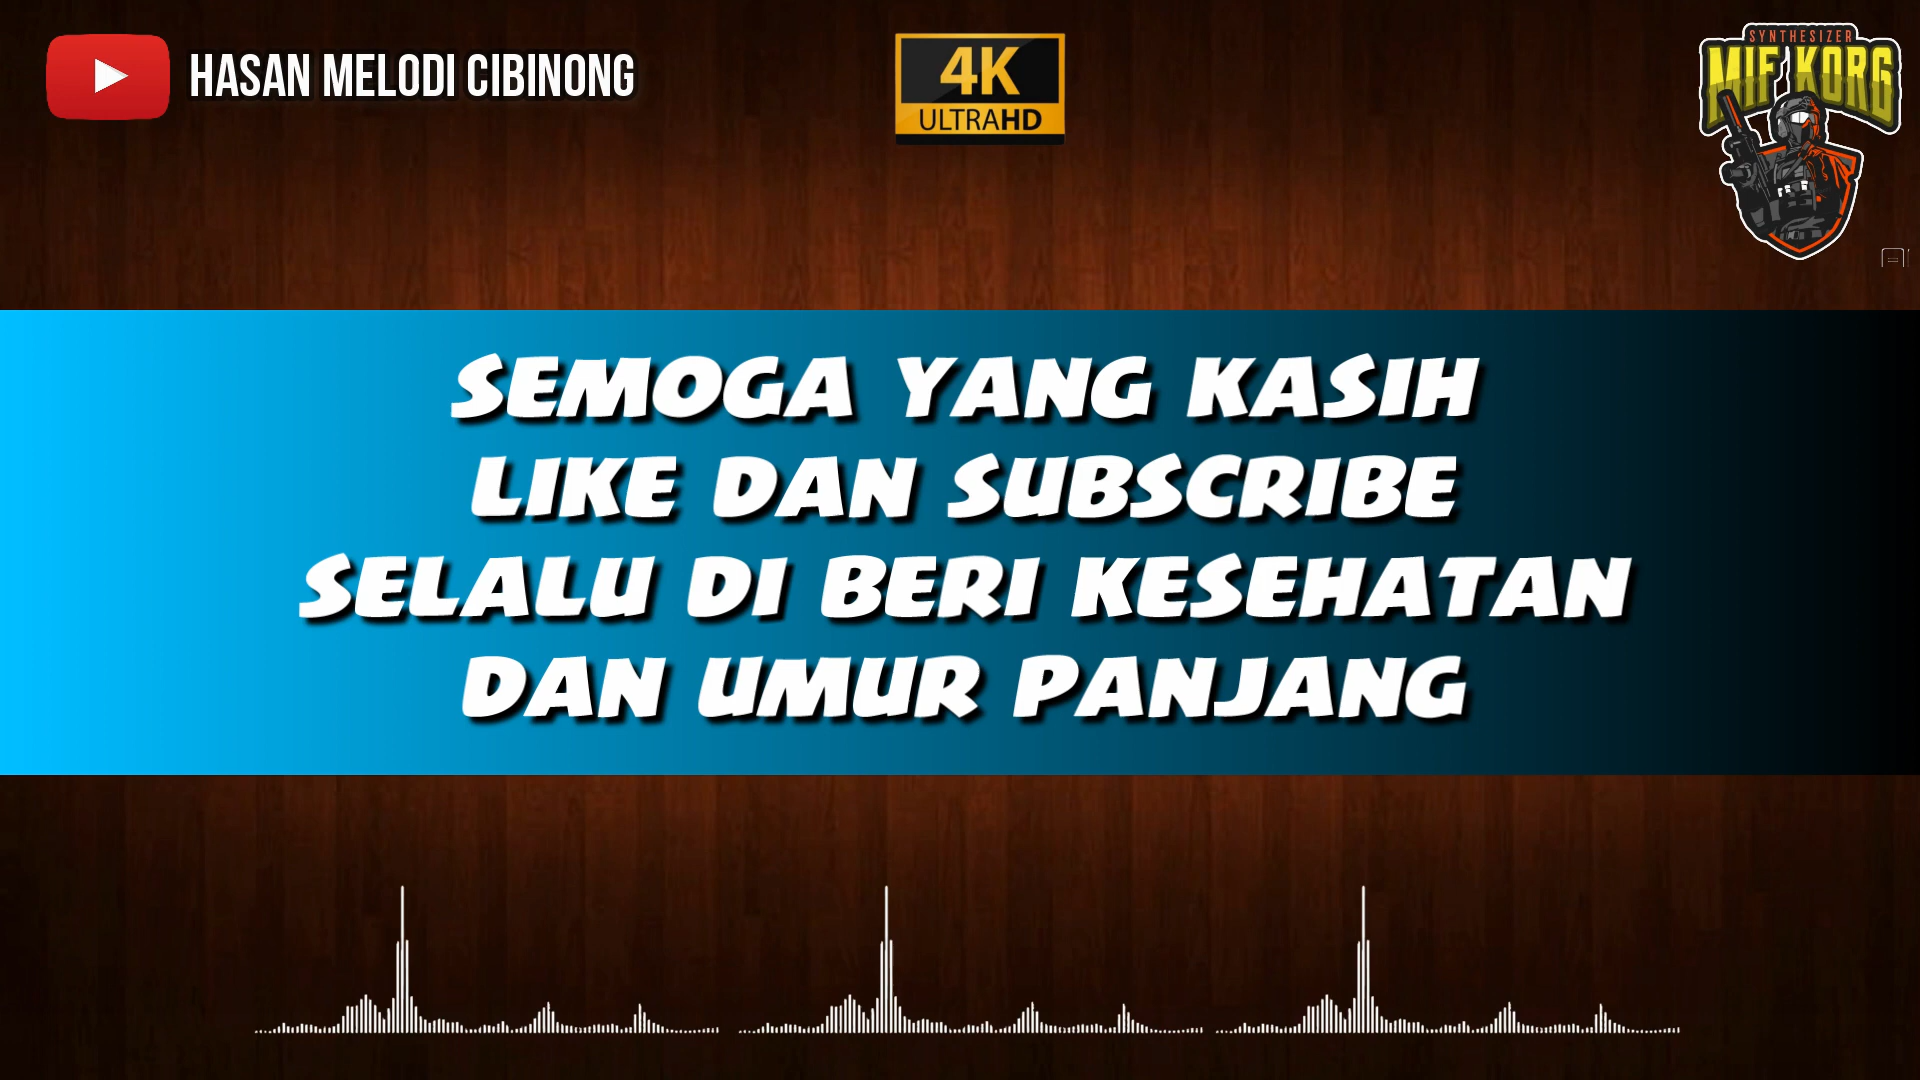 HASAN MELODI CIBINONG
4K
ULTRAHD
SYNTHESIZER
MIF KORG
SEMOGA YANG KASIH
LIKE DAN SUBSCRIBE
SELALU DI BERI KESEHATAN
DAN UMUR PANJANG